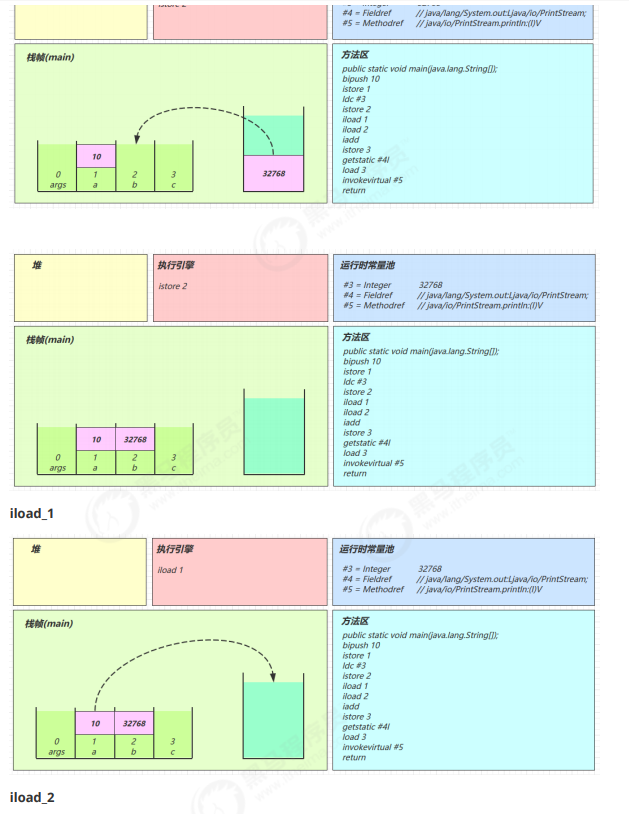 istore 2
#4 = Fieldref // java/lang/System.out:Ljava/io/PrintStream;
#5 = Methodref // java/io/PrintStream.println:(I)V
栈帧(main)
10
32768
0 1 2 3
args a b c
方法区
public static void main(java.lang.String[]);
bipush 10
istore 1
ldc #3
istore 2
iload 1
iload 2
iadd
istore 3
getstatic #4l
load 3
invokevirtual #5
return
堆
执行引擎
istore 2
运行时常量池
#3 = Integer 32768
#4 = Fieldref // java/lang/System.out:Ljava/io/PrintStream;
#5 = Methodref // java/io/PrintStream.println:(I)V
栈帧(main)
10 32768
0 1 2 3
args a b c
方法区
public static void main(java.lang.String[]);
bipush 10
istore 1
ldc #3
istore 2
iload 1
iload 2
iadd
istore 3
getstatic #4l
load 3
invokevirtual #5
return
iload_1
堆
执行引擎
iload 1
运行时常量池
#3 = Integer 32768
#4 = Fieldref // java/lang/System.out:Ljava/io/PrintStream;
#5 = Methodref // java/io/PrintStream.println:(I)V
栈帧(main)
10 32768
0 1 2 3
args a b c
方法区
public static void main(java.lang.String[]);
bipush 10
istore 1
ldc #3
istore 2
iload 1
iload 2
iadd
istore 3
getstatic #4l
load 3
invokevirtual #5
return
iload_2